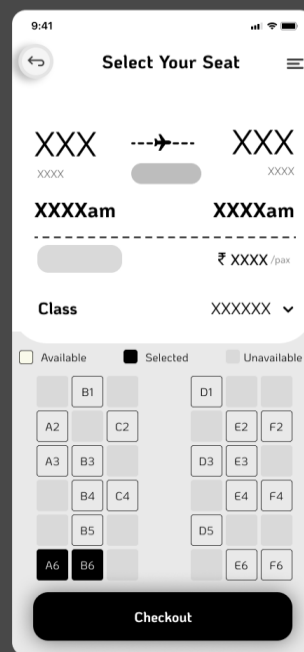 9:41
Select Your Seat
XXX XXX
XXXX XXXX
XXXXam XXXXam
₹ XXXX /pax
Class XXXXXX
Available Selected Unavailable
B1 D1
A2 C2 E2 F2
A3 B3 D3 E3
B4 C4 E4 F4
B5 D5
A6 B6 E6 F6
Checkout